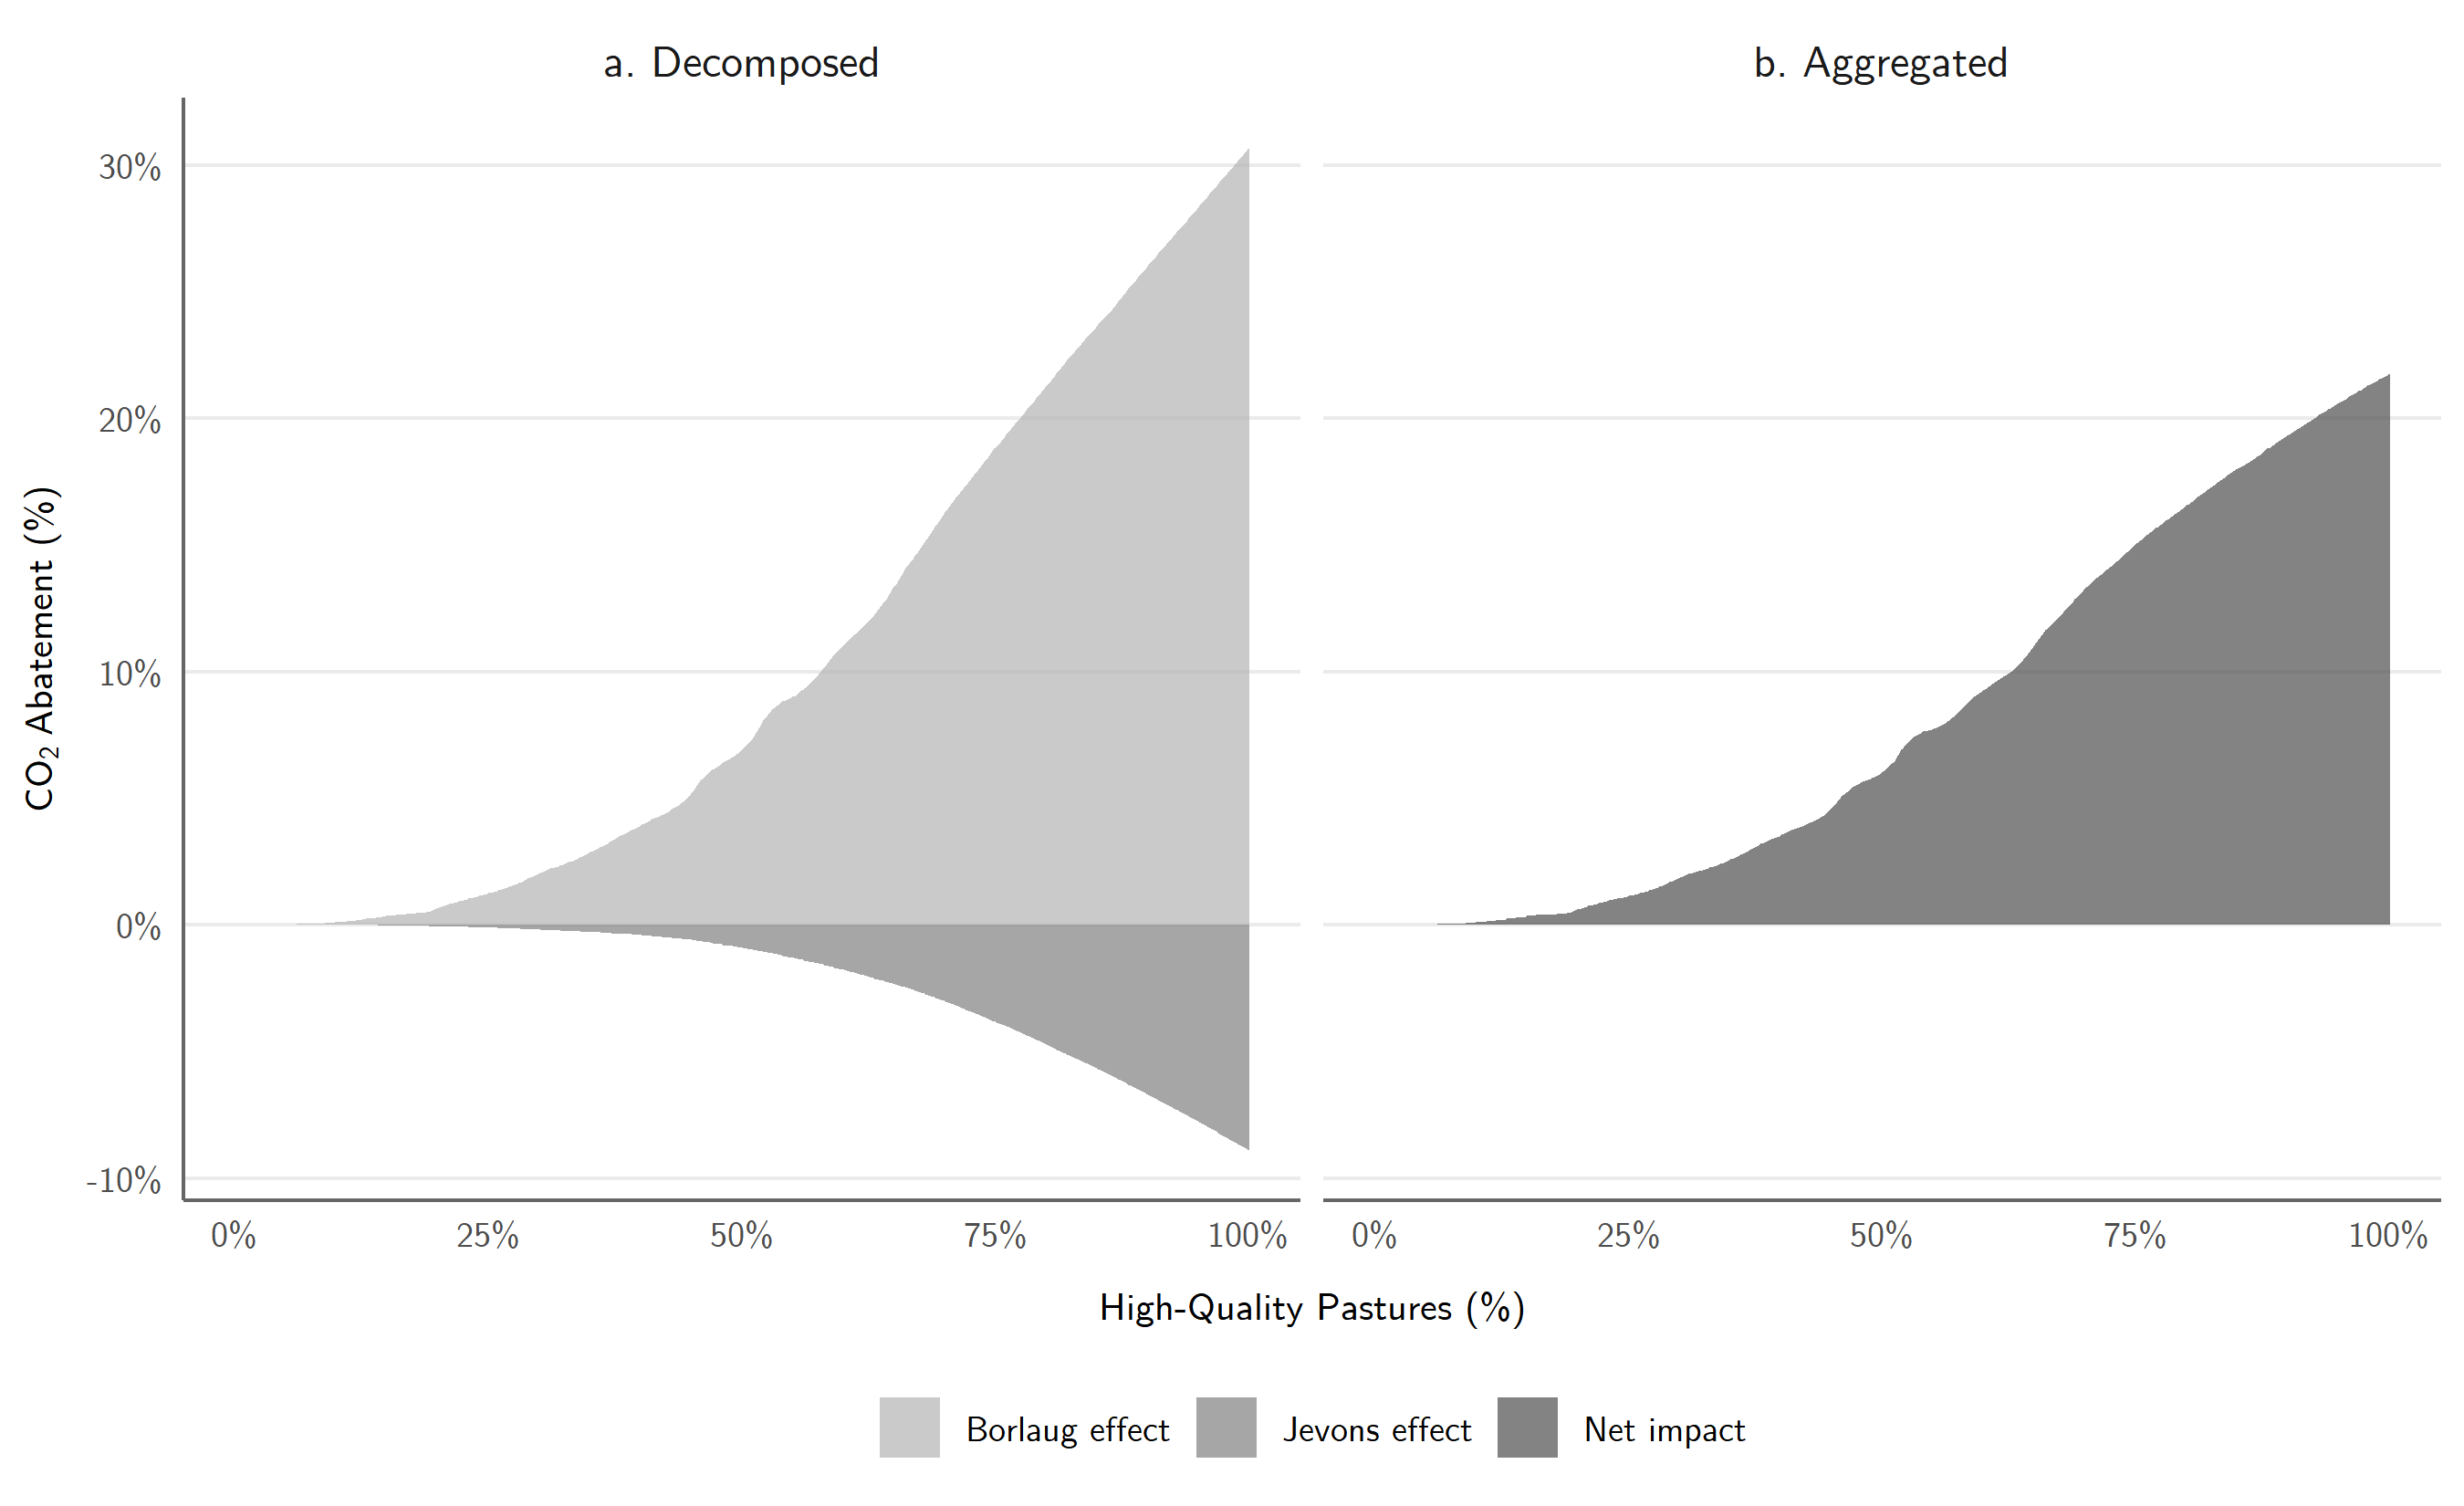 a. Decomposed
b. Aggregated
30%
20%
10%
0%
-10%
CO₂ Abatement (%)
0% 25% 50% 75% 100%
0% 25% 50% 75% 100%
High-Quality Pastures (%)
Borlaug effect
Jevons effect
Net impact